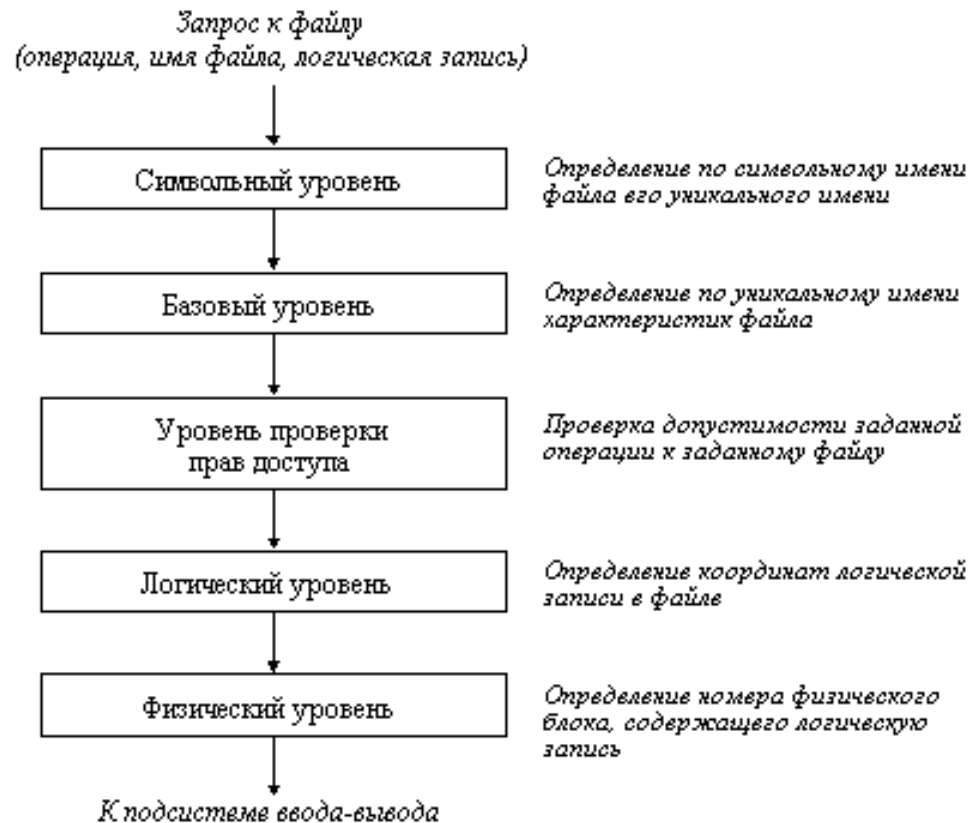 Запрос к файлу
(операция, имя файла, логическая запись)
Символьный уровень
Определение по символьному имени
файла его уникального имени
Базовый уровень
Определение по уникальному имени
характеристик файла
Уровень проверки
прав доступа
Проверка допустимости заданной
операции к заданному файлу
Логический уровень
Определение координат логической
записи в файле
Физический уровень
Определение номера физического
блока, содержащего логическую
запись
К подсистеме ввода-вывода